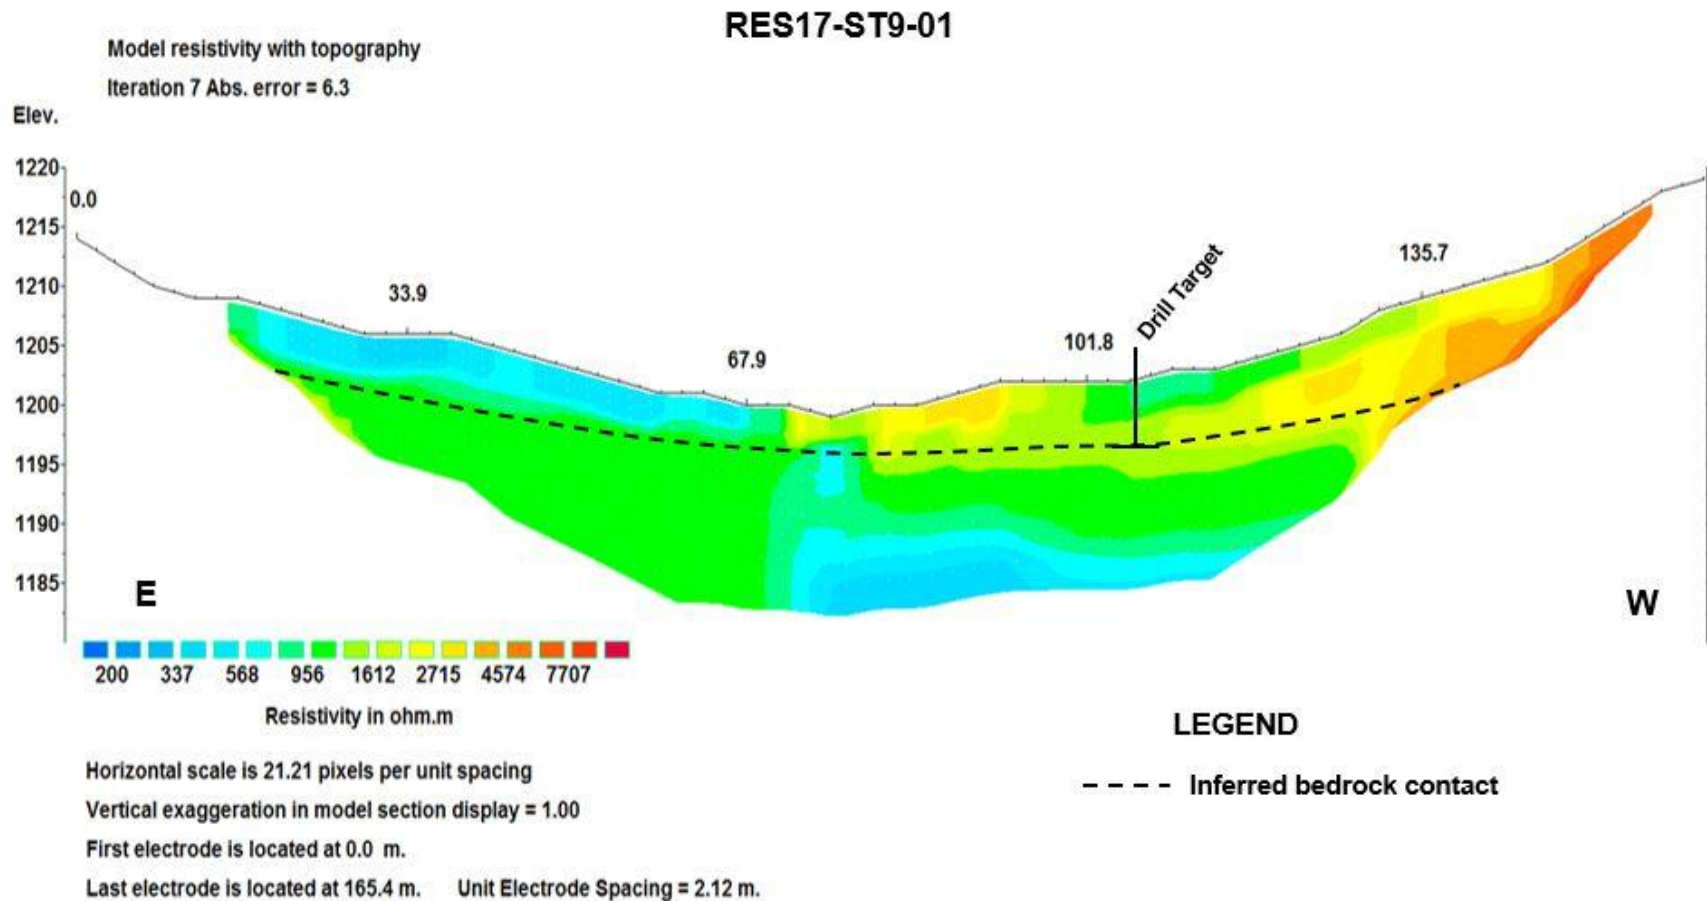 RES17-ST9-01
Model resistivity with topography
Iteration 7 Abs. error = 6.3
Elev.
1220
0.0
1215
1210
1205
1200
1195
1190
1185
33.9
67.9
101.8
Drill Target
135.7
E
W
200 337 568 956 1612 2715 4574 7707
Resistivity in ohm.m
LEGEND
Inferred bedrock contact
Horizontal scale is 21.21 pixels per unit spacing
Vertical exaggeration in model section display = 1.00
First electrode is located at 0.0 m.
Last electrode is located at 165.4 m. Unit Electrode Spacing = 2.12 m.